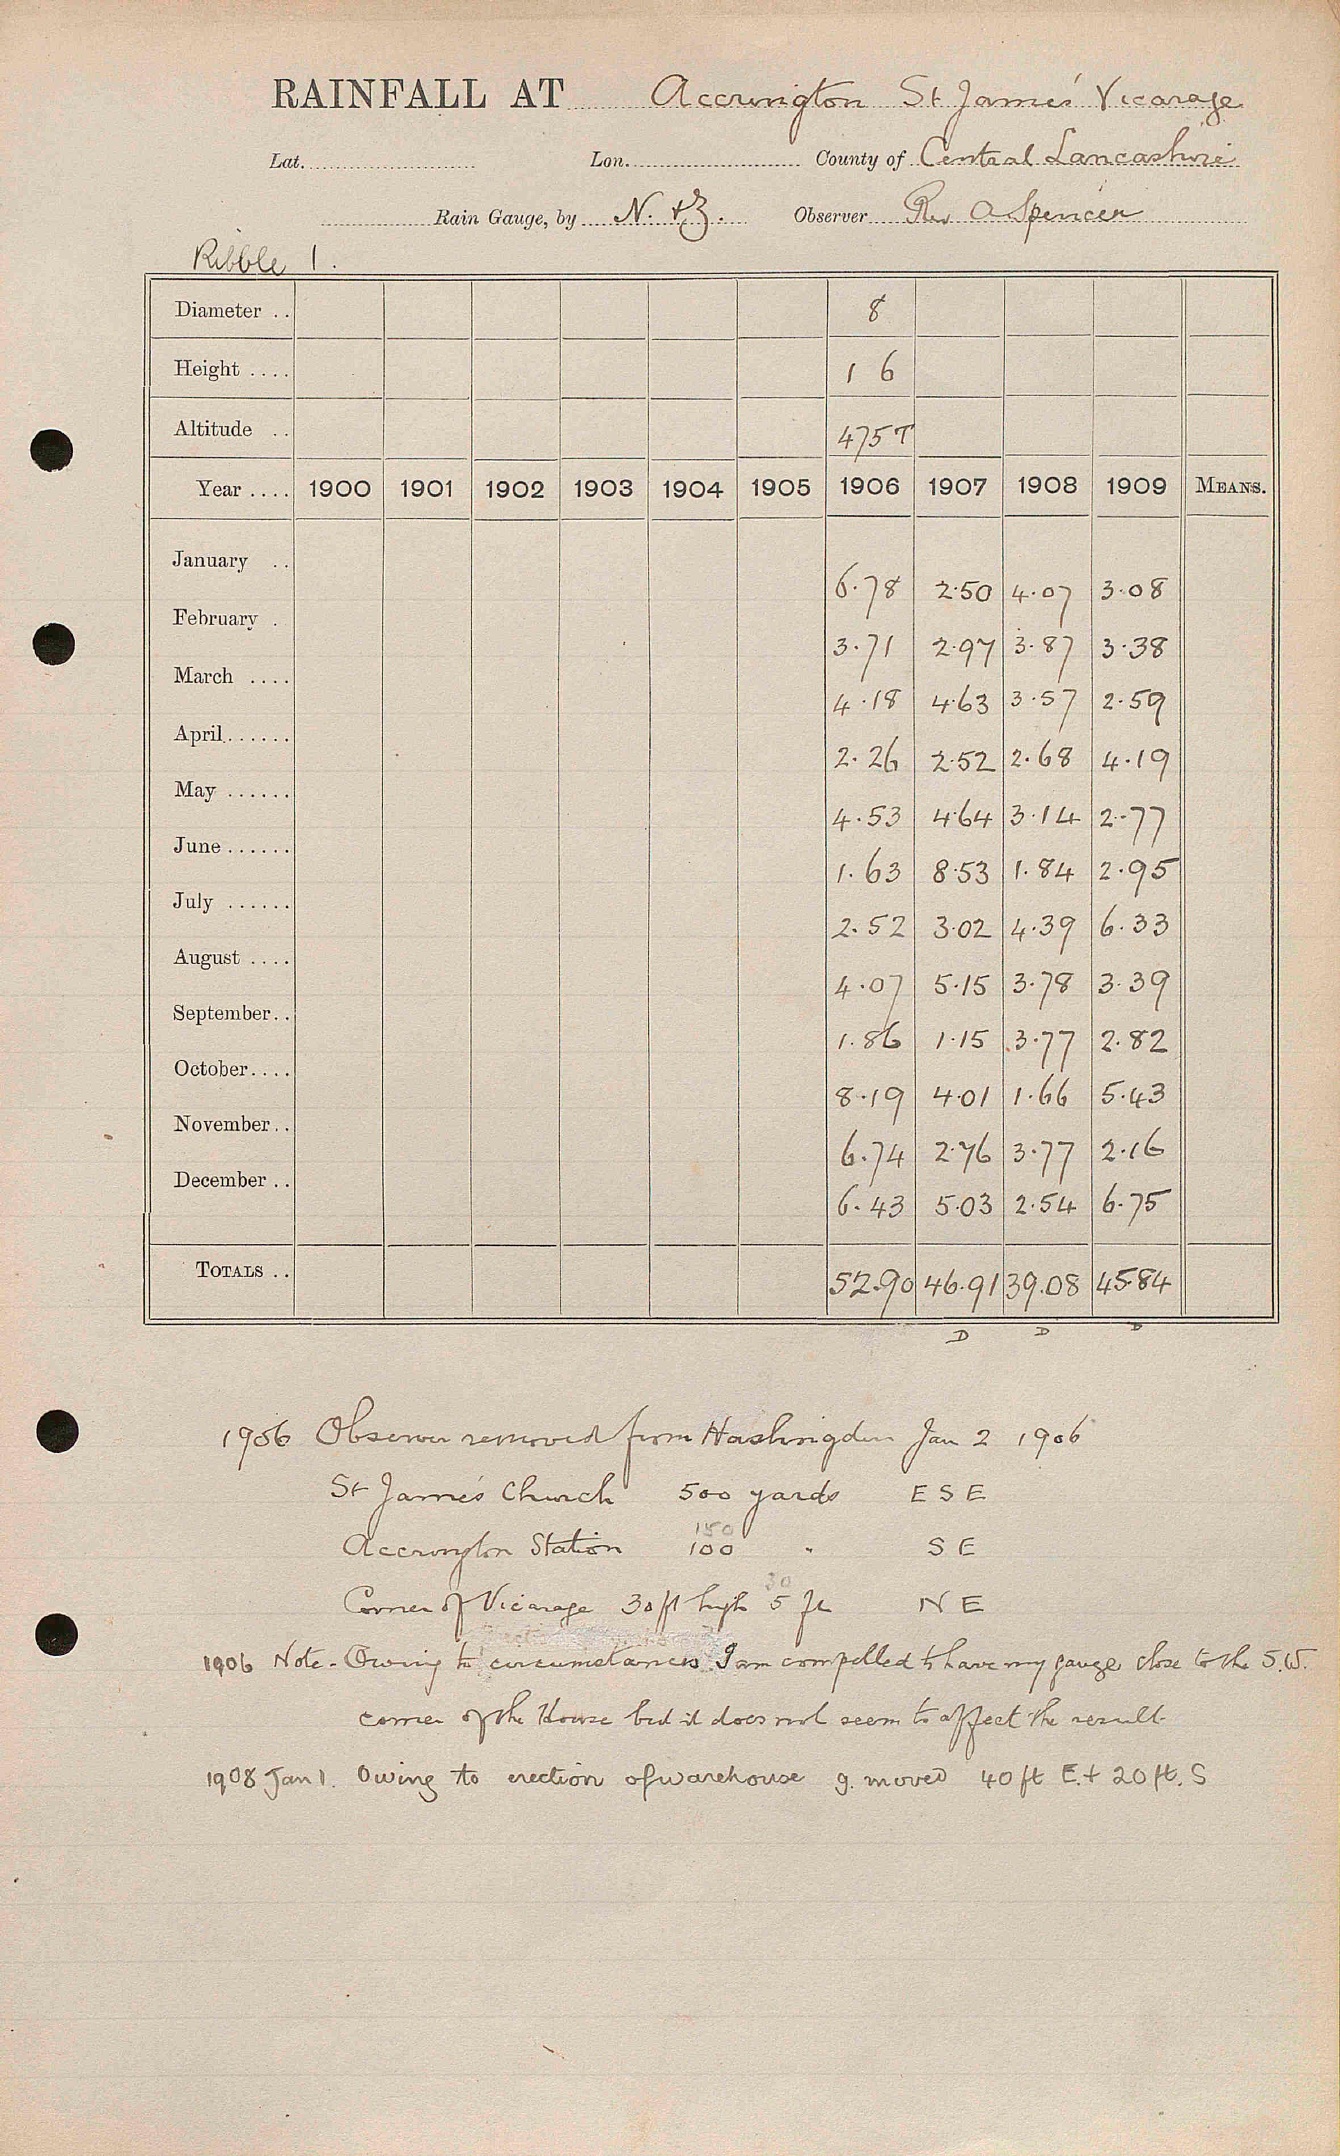 RAINFALL AT Accrington St James' Vicarage
Lat. Lon. County of Central Lancashire
Rain Gauge, by N. & Z. Observer Rev A Spencer
Ribble 1.
Diameter .. 8
Height .... 1 6
Altitude .. 475 T
Year .... 1900 1901 1902 1903 1904 1905 1906 1907 1908 1909 MEANS.
January .. 6.78 2.50 4.07 3.08
February . 3.71 2.97 3.87 3.38
March .... 4.18 4.63 3.57 2.59
April...... 2.26 2.52 2.68 4.19
May ...... 4.53 4.64 3.14 2.77
June ...... 1.63 8.53 1.84 2.95
July ...... 2.52 3.02 4.39 6.33
August .... 4.07 5.15 3.78 3.39
September.. 1.86 1.15 3.77 2.82
October.... 8.19 4.01 1.66 5.43
November.. 6.74 2.76 3.77 2.16
December .. 6.43 5.03 2.54 6.75
TOTALS .. 52.90 46.91 39.08 45.84
D D D
1906 Observer removed from Haslingden Jan 2 1906
St James's Church 500 yards E S E
150
Accrington Station 100 " S E
30
Corner of Vicarage 30 ft high 5 ft N E
1906 Note - Owing to circumstances I am compelled to have my gauge close to the S.W.
corner of the House but it does not seem to affect the result
1908 Jan 1. Owing to erection of warehouse g. moved 40 ft E. + 20 ft. S